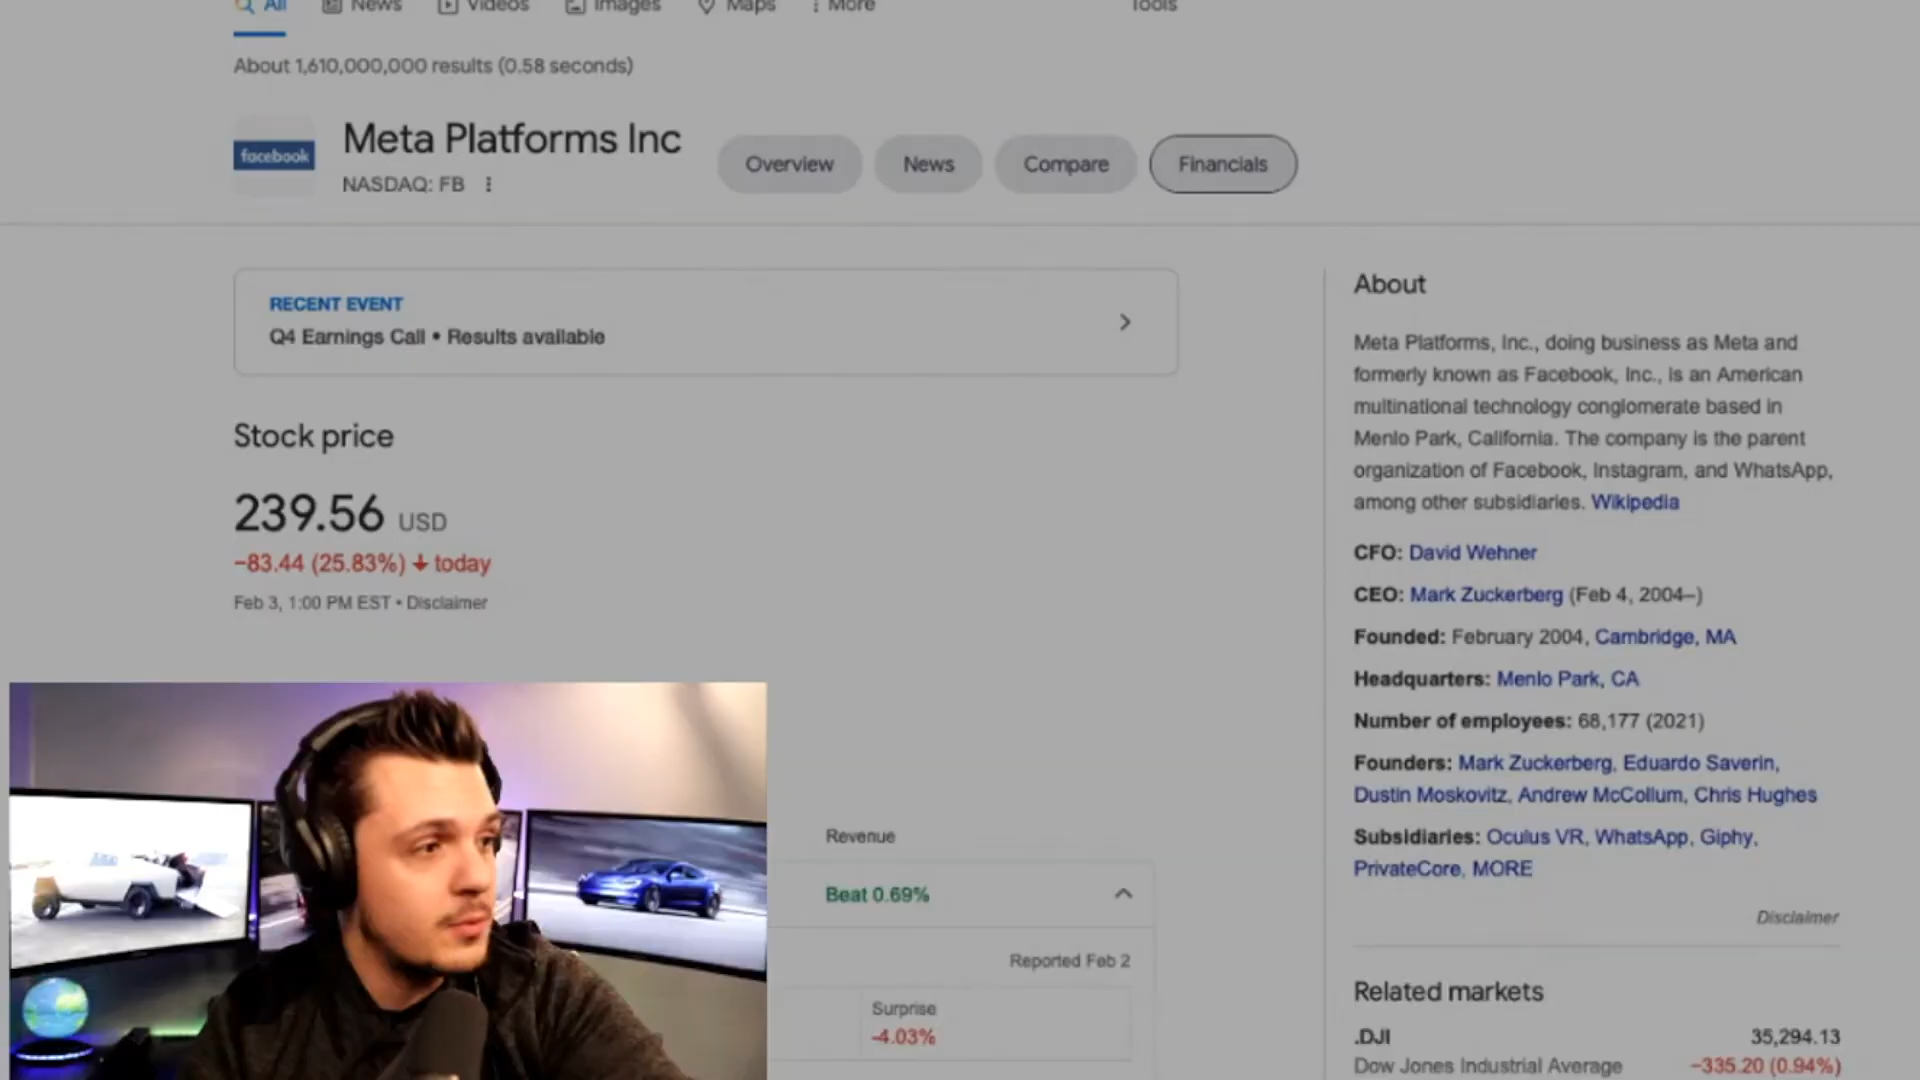 All News Videos Images Maps More Tools
About 1,610,000,000 results (0.58 seconds)
facebook
Meta Platforms Inc
NASDAQ: FB
Overview News Compare Financials
RECENT EVENT
Q4 Earnings Call • Results available
Stock price
239.56 USD
−83.44 (25.83%) ↓ today
Feb 3, 1:00 PM EST • Disclaimer
Revenue
Beat 0.69%
Reported Feb 2
Surprise
-4.03%
About
Meta Platforms, Inc., doing business as Meta and
formerly known as Facebook, Inc., is an American
multinational technology conglomerate based in
Menlo Park, California. The company is the parent
organization of Facebook, Instagram, and WhatsApp,
among other subsidiaries. Wikipedia
CFO: David Wehner
CEO: Mark Zuckerberg (Feb 4, 2004–)
Founded: February 2004, Cambridge, MA
Headquarters: Menlo Park, CA
Number of employees: 68,177 (2021)
Founders: Mark Zuckerberg, Eduardo Saverin,
Dustin Moskovitz, Andrew McCollum, Chris Hughes
Subsidiaries: Oculus VR, WhatsApp, Giphy,
PrivateCore, MORE
Disclaimer
Related markets
.DJI 35,294.13
Dow Jones Industrial Average −335.20 (0.94%)